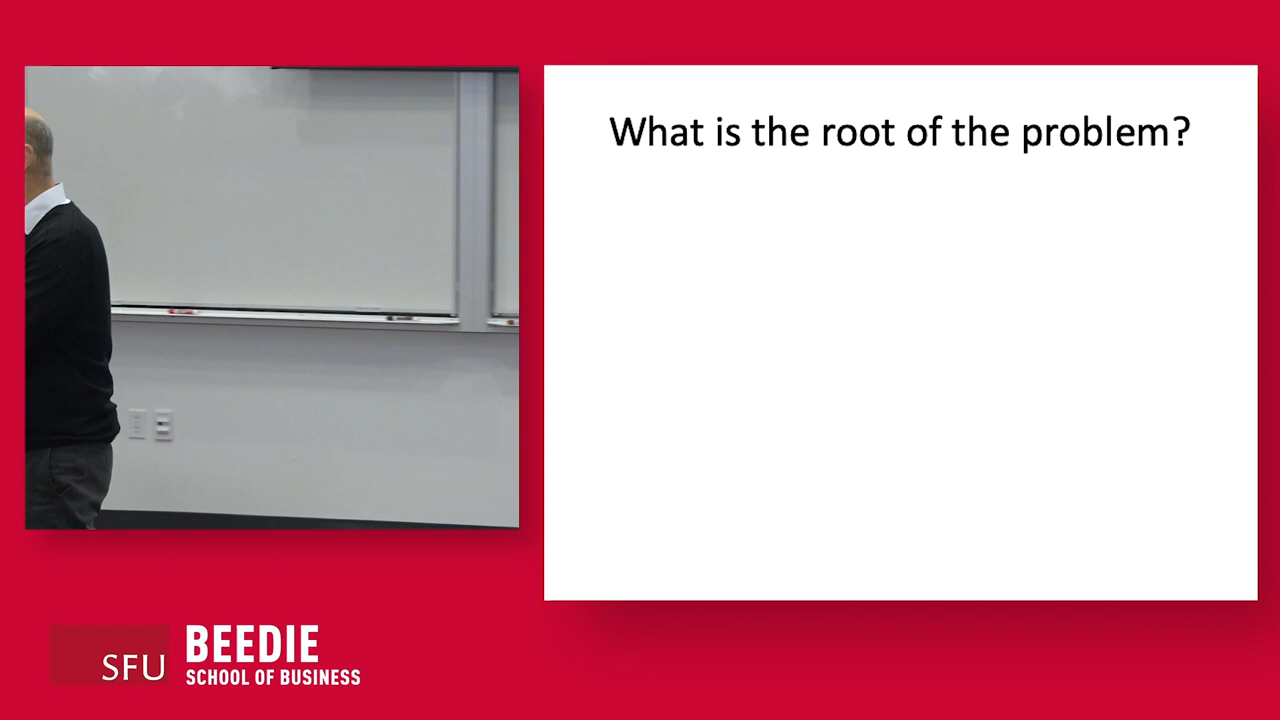 What is the root of the problem?
SFU
BEEDIE
SCHOOL OF BUSINESS